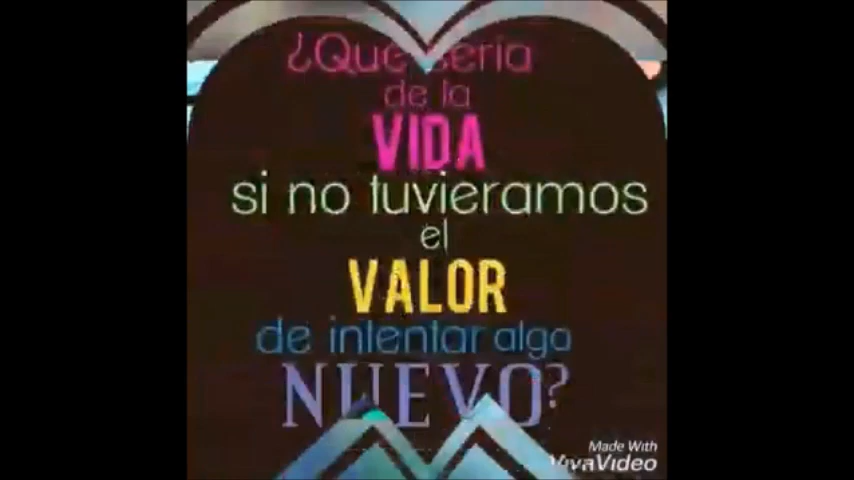 ¿Que seria
de la
VIDA
si no tuvieramos
el
VALOR
de intentar algo
NUEVO?
Made With
VivaVideo